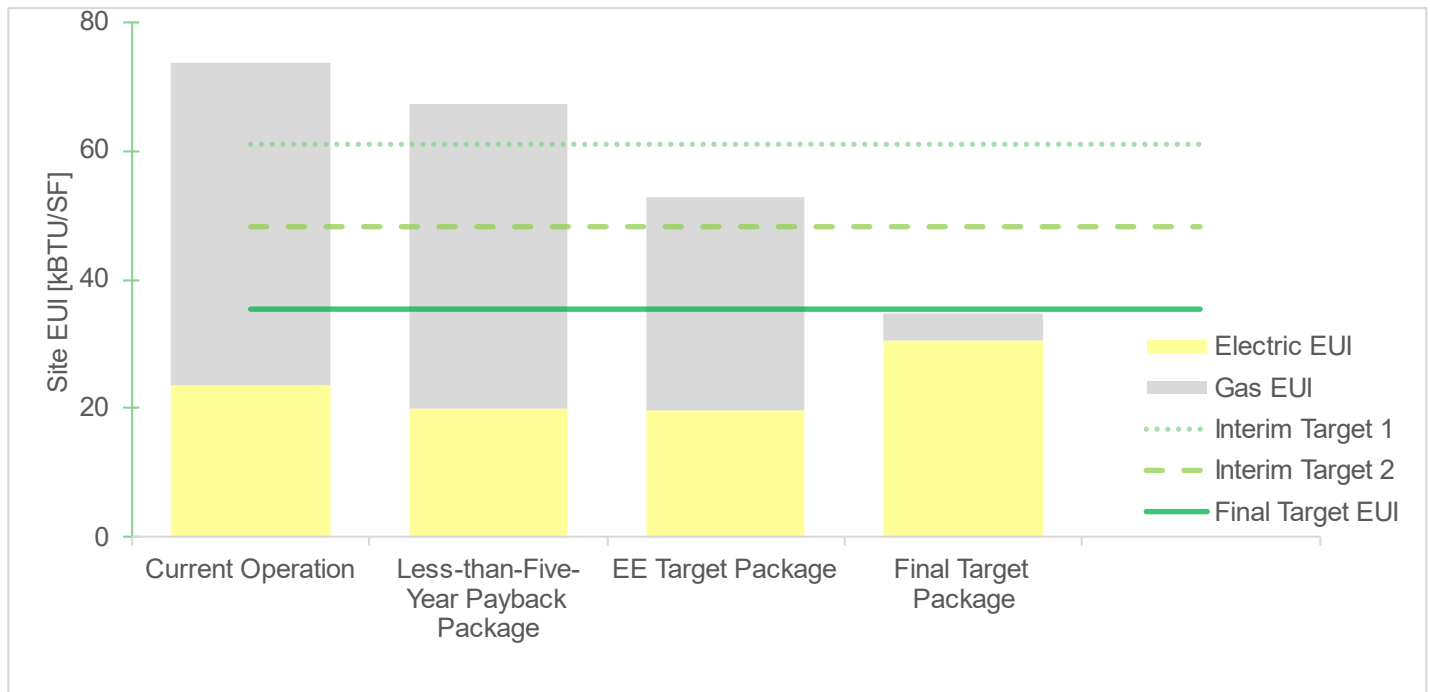 80
60
40
20
0
Site EUI [kBTU/SF]
Current Operation
Less-than-Five-
Year Payback
Package
EE Target Package
Final Target
Package
Electric EUI
Gas EUI
Interim Target 1
Interim Target 2
Final Target EUI